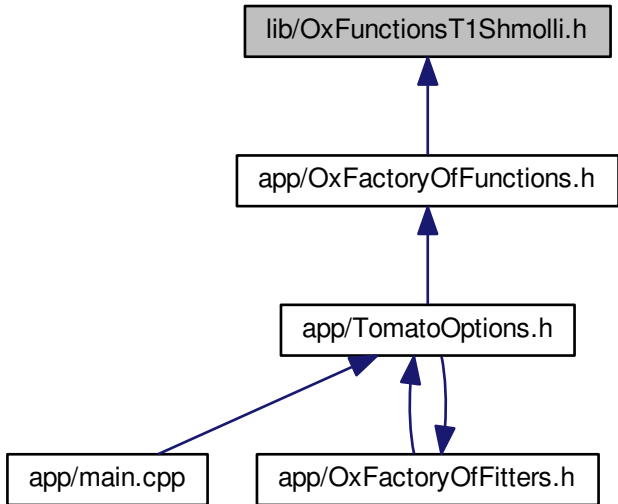 lib/OxFunctionsT1Shmolli.h
app/OxFactoryOfFunctions.h
app/TomatoOptions.h
app/main.cpp
app/OxFactoryOfFitters.h